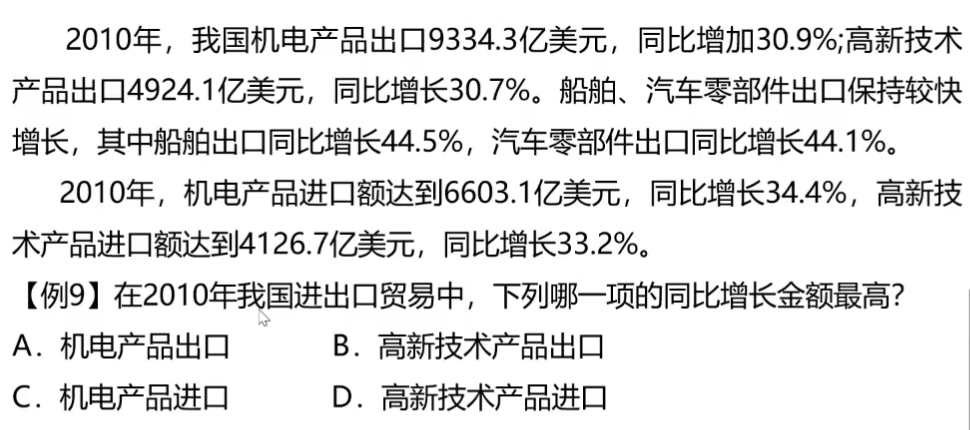 2010年，我国机电产品出口9334.3亿美元，同比增加30.9%;高新技术
产品出口4924.1亿美元，同比增长30.7%。船舶、汽车零部件出口保持较快
增长，其中船舶出口同比增长44.5%，汽车零部件出口同比增长44.1%。
2010年，机电产品进口额达到6603.1亿美元，同比增长34.4%，高新技
术产品进口额达到4126.7亿美元，同比增长33.2%。
【例9】在2010年我国进出口贸易中，下列哪一项的同比增长金额最高？
A．机电产品出口 B．高新技术产品出口
C．机电产品进口 D．高新技术产品进口